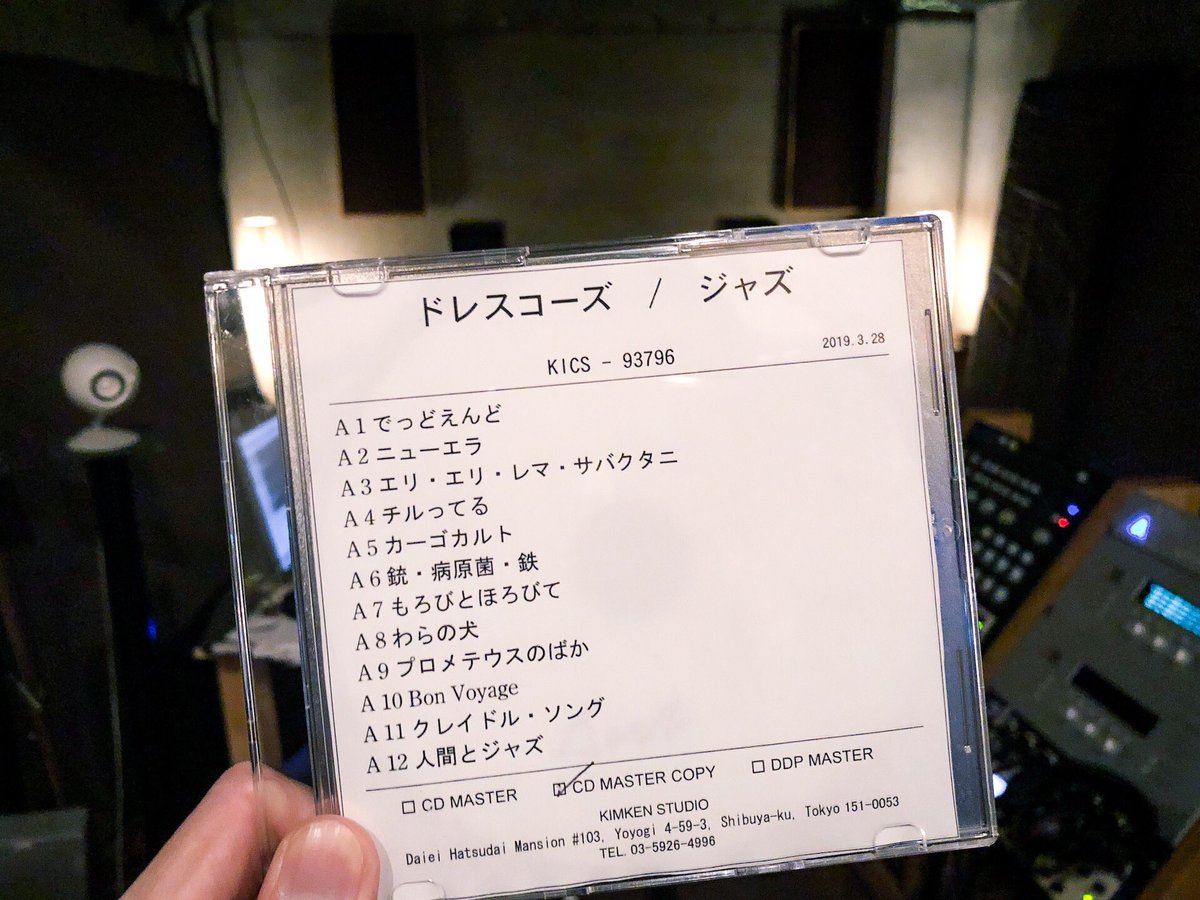 ドレスコーズ / ジャズ
KICS - 93796
2019.3.28
A 1 でっどえんど
A 2 ニューエラ
A 3 エリ・エリ・レマ・サバクタニ
A 4 チルってる
A 5 カーゴカルト
A 6 銃・病原菌・鉄
A 7 もろびとほろびて
A 8 わらの犬
A 9 プロメテウスのばか
A 10 Bon Voyage
A 11 クレイドル・ソング
A 12 人間とジャズ
CD MASTER CD MASTER COPY DDP MASTER
KIMKEN STUDIO
Daiei Hatsudai Mansion #103, Yoyogi 4-59-3, Shibuya-ku, Tokyo 151-0053
TEL. 03-5926-4996